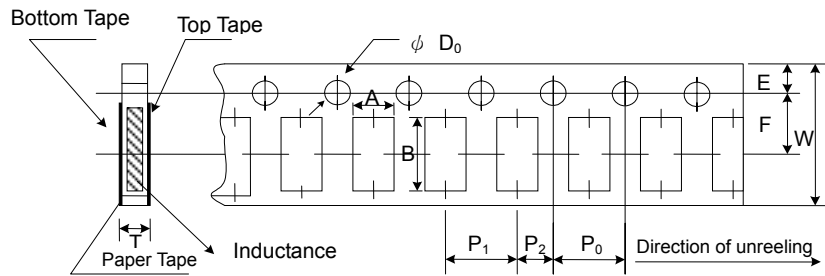 Bottom Tape
Top Tape
ψ D₀
A
B
E
F
W
T
Paper Tape
Inductance
P₁
P₂
P₀
Direction of unreeling